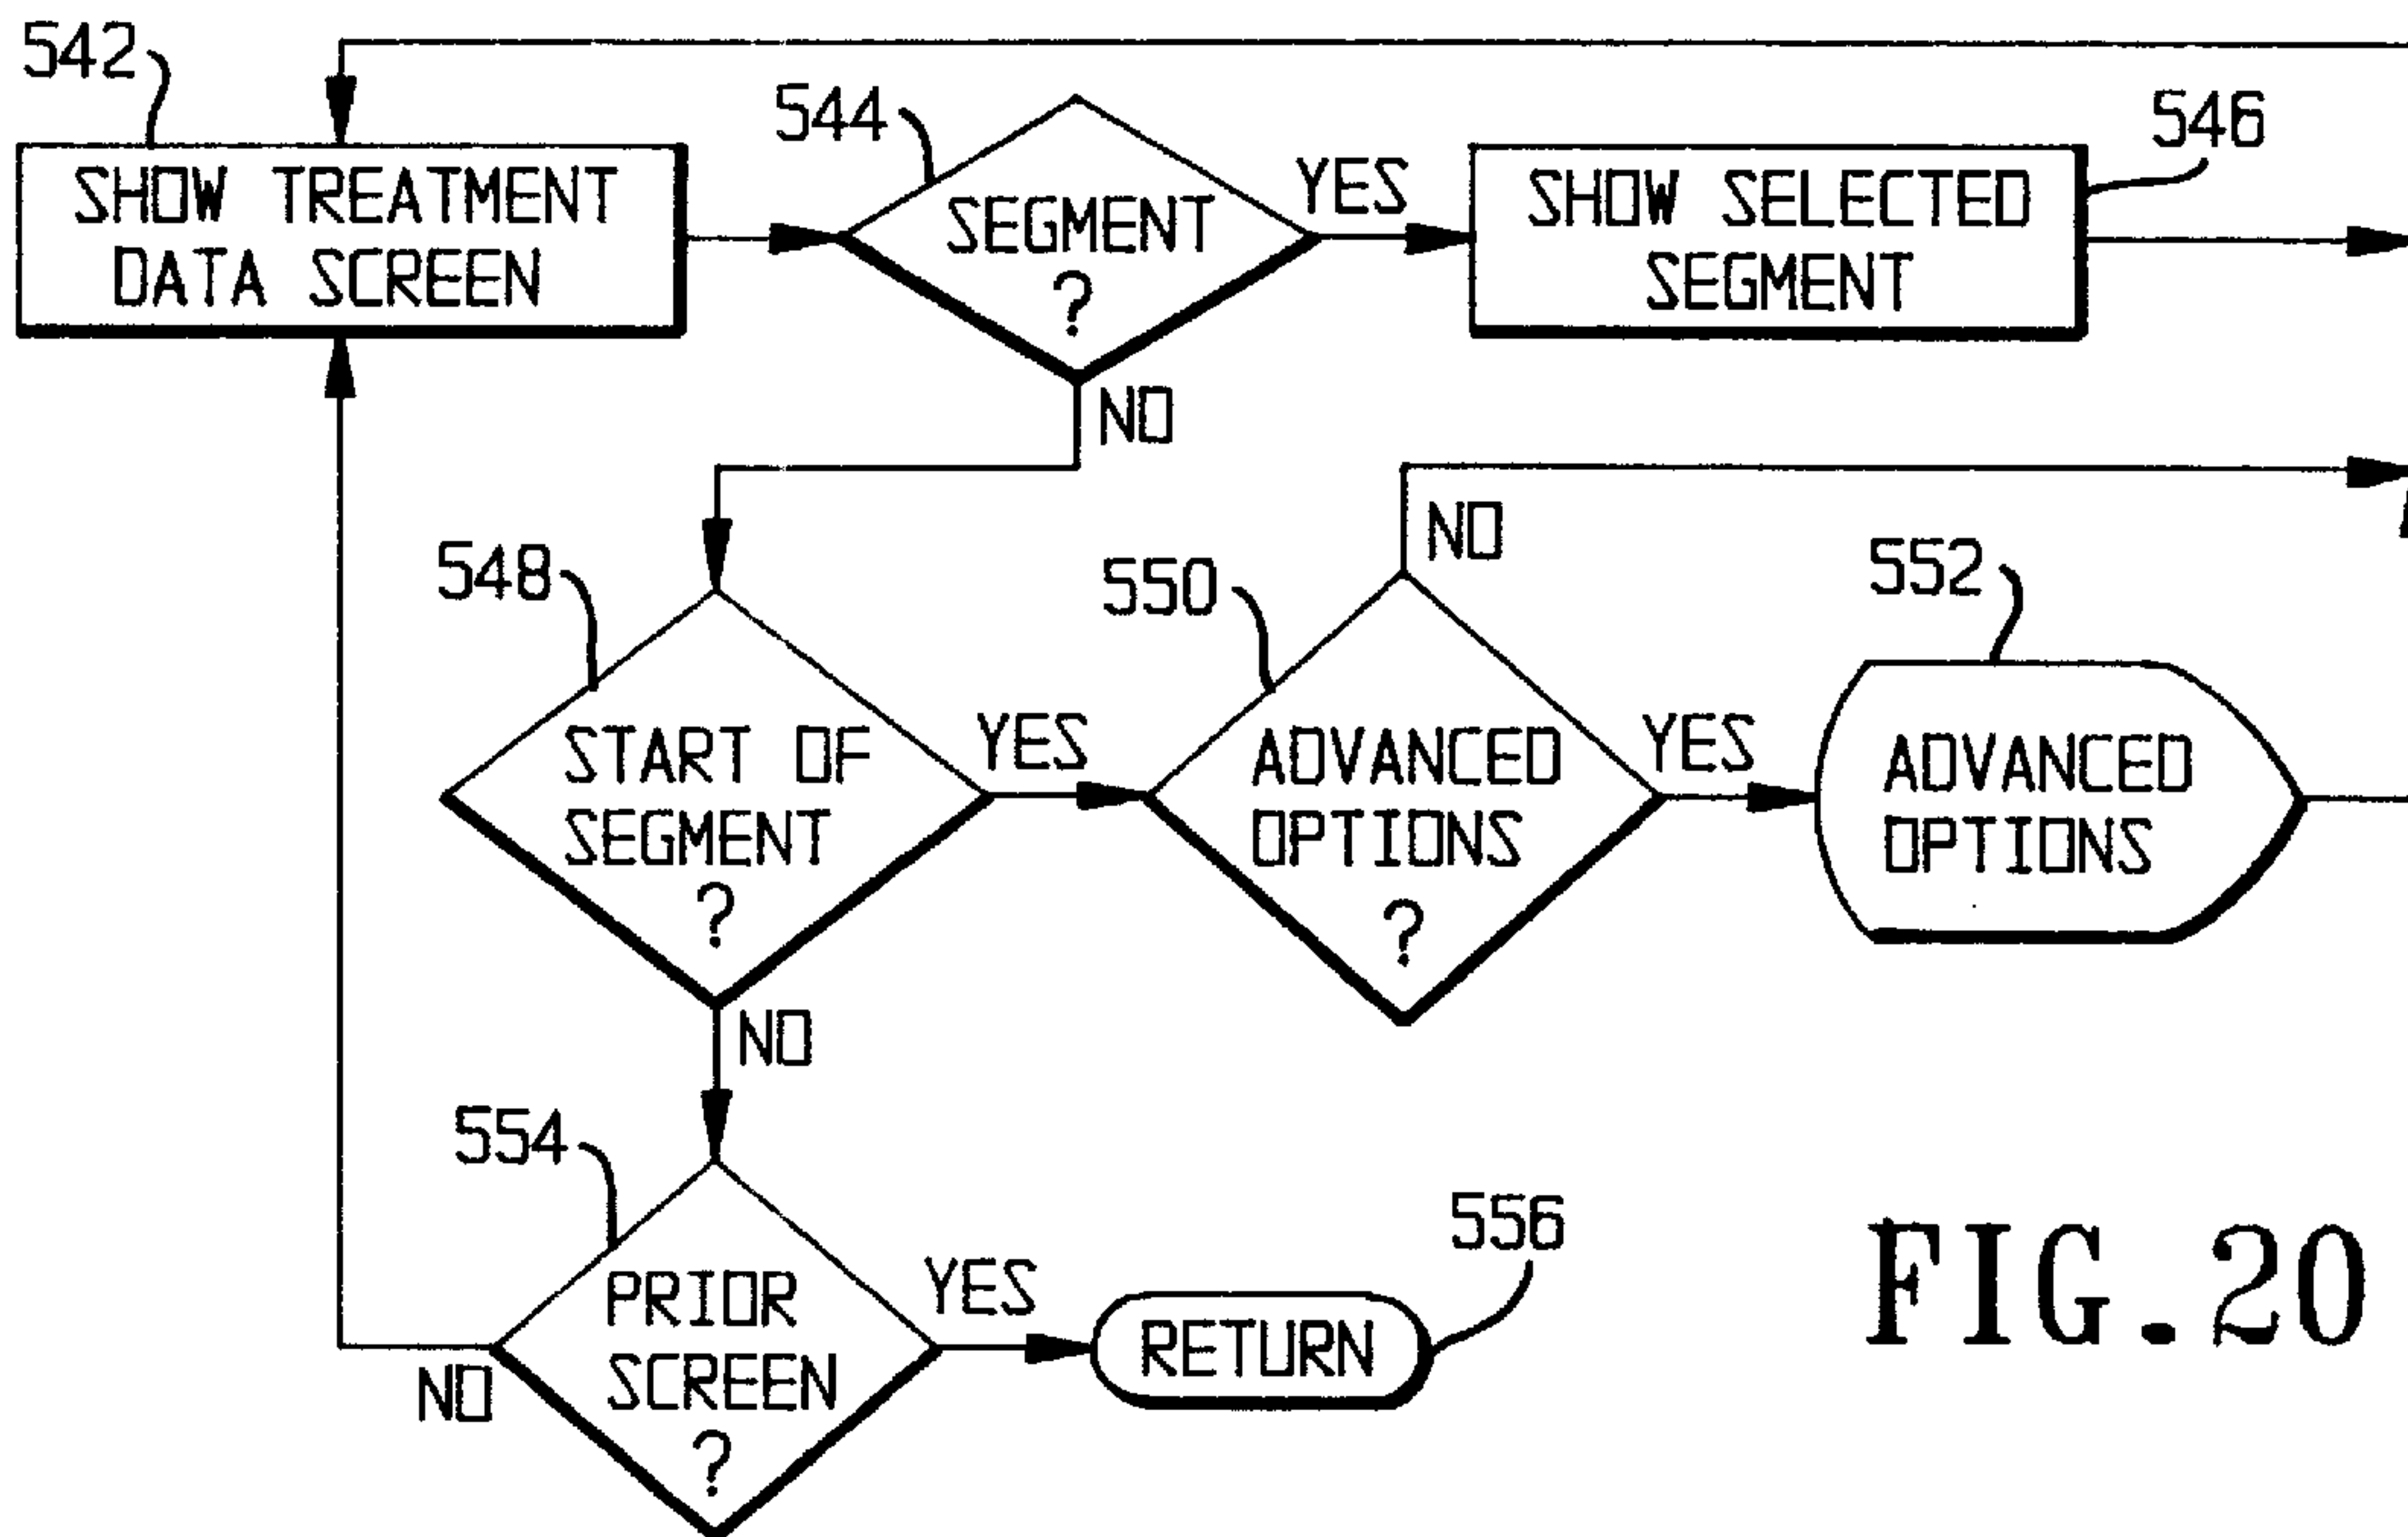 542
SHOW TREATMENT
DATA SCREEN
544
SEGMENT
?
YES
546
SHOW SELECTED
SEGMENT
NO
548
START OF
SEGMENT
?
YES
550
NO
ADVANCED
OPTIONS
?
YES
552
ADVANCED
OPTIONS
NO
554
PRIOR
SCREEN
?
NO
YES
556
RETURN
FIG.20